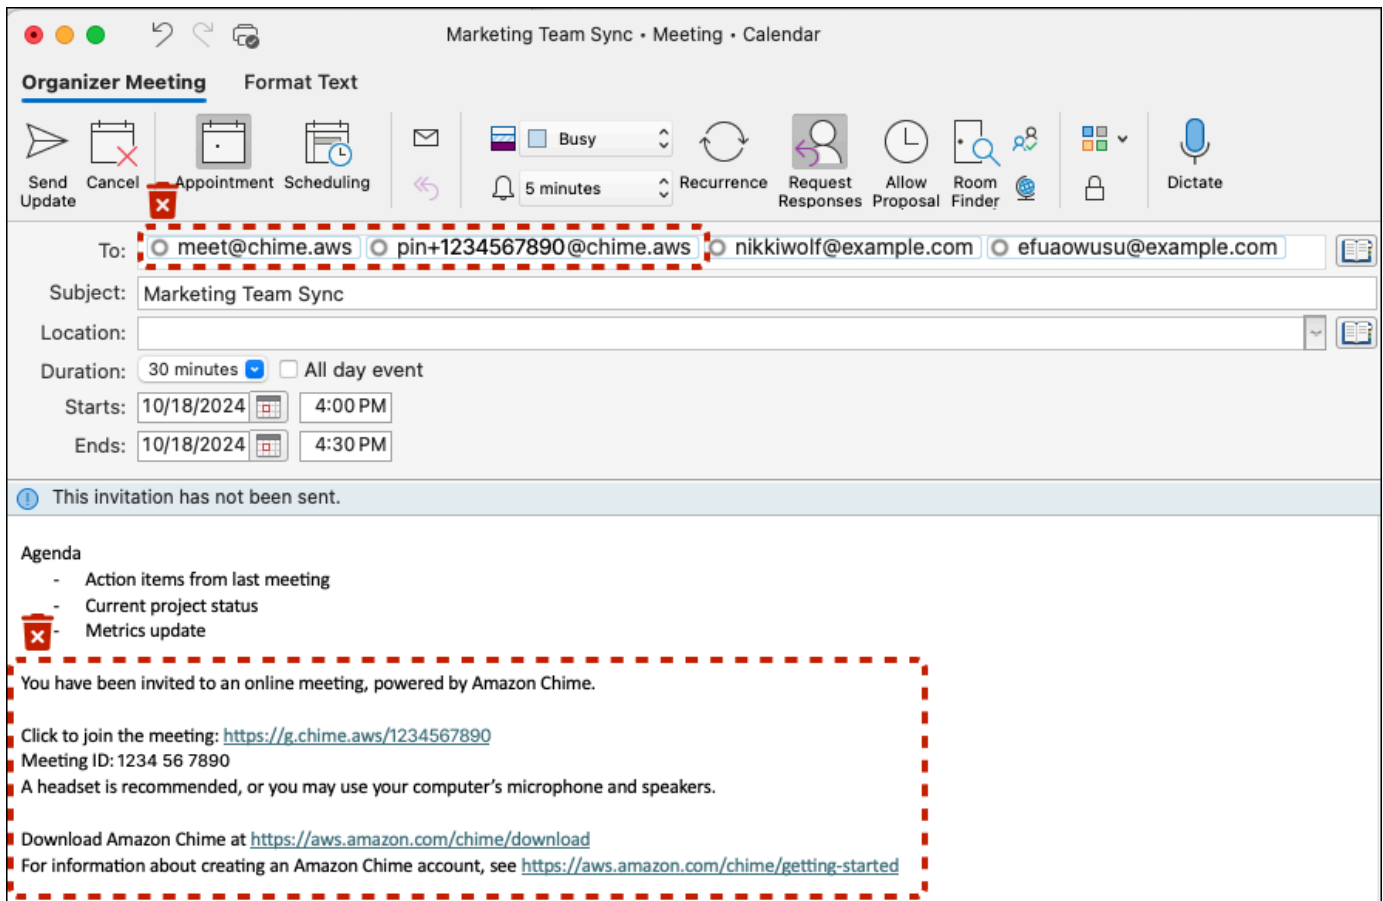 Marketing Team Sync • Meeting • Calendar
Organizer Meeting Format Text
Send Update
Cancel
Appointment
Scheduling
Busy
5 minutes
Recurrence
Request Responses
Allow Proposal
Room Finder
Dictate
To: meet@chime.aws pin+1234567890@chime.aws nikkiwolf@example.com efuaowusu@example.com
Subject: Marketing Team Sync
Location:
Duration: 30 minutes All day event
Starts: 10/18/2024 4:00 PM
Ends: 10/18/2024 4:30 PM
This invitation has not been sent.
Agenda
- Action items from last meeting
- Current project status
- Metrics update
You have been invited to an online meeting, powered by Amazon Chime.
Click to join the meeting: https://g.chime.aws/1234567890
Meeting ID: 1234 56 7890
A headset is recommended, or you may use your computer’s microphone and speakers.
Download Amazon Chime at https://aws.amazon.com/chime/download
For information about creating an Amazon Chime account, see https://aws.amazon.com/chime/getting-started